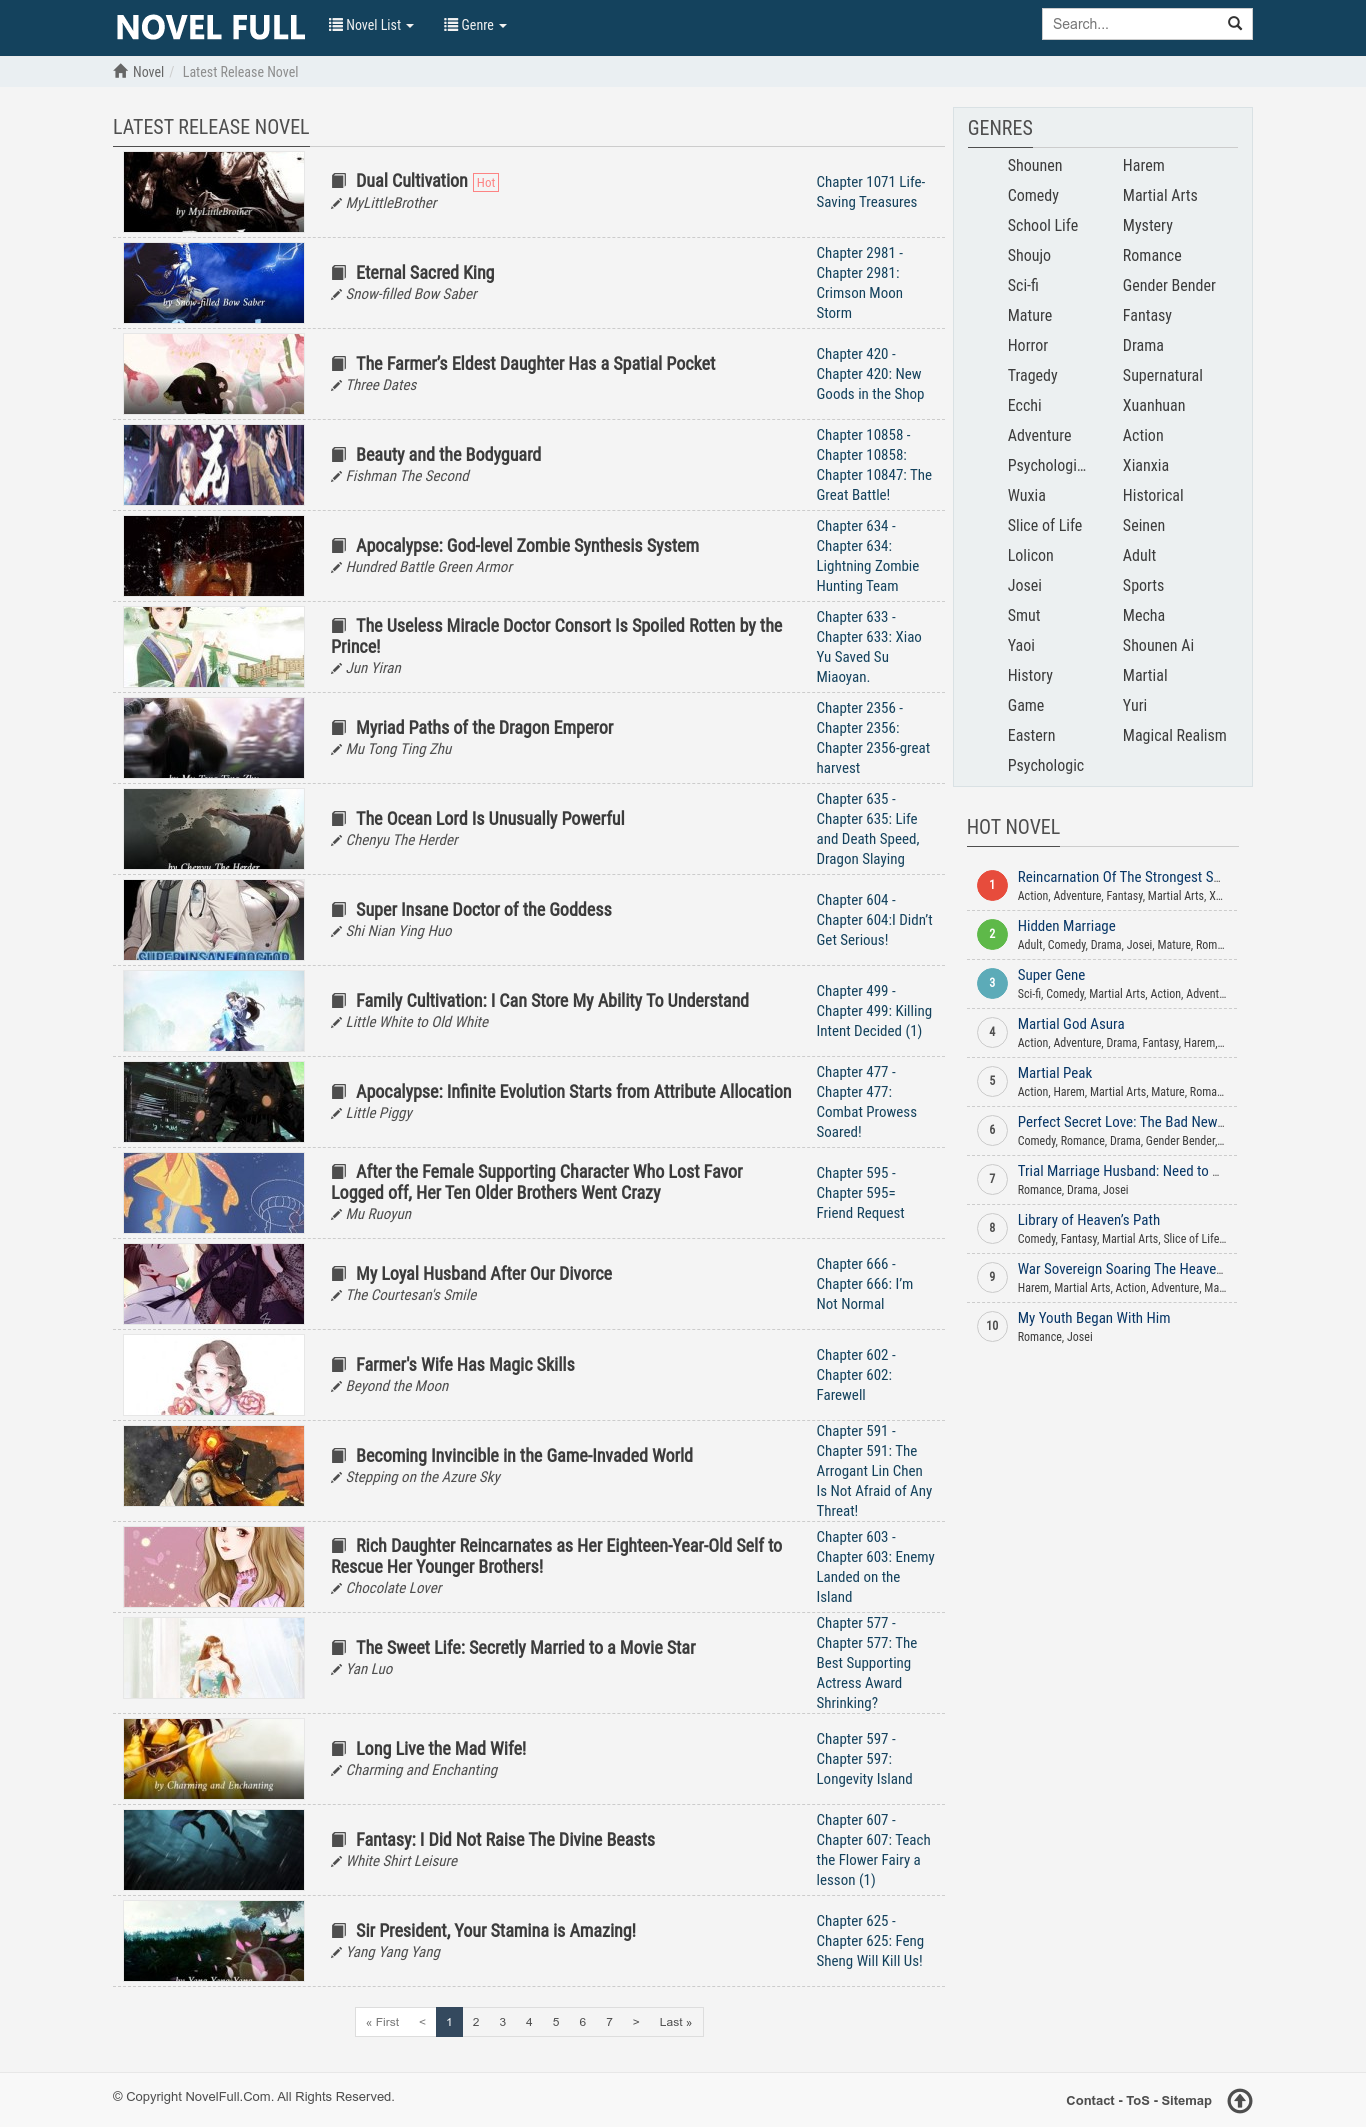 NOVEL FULL
Novel List
Genre
Search...
Novel / Latest Release Novel
LATEST RELEASE NOVEL
by MyLittleBrother
Dual Cultivation Hot
MyLittleBrother
Chapter 1071 Life-
Saving Treasures
by Snow-filled Bow Saber
Eternal Sacred King
Snow-filled Bow Saber
Chapter 2981 -
Chapter 2981:
Crimson Moon
Storm
The Farmer’s Eldest Daughter Has a Spatial Pocket
Three Dates
Chapter 420 -
Chapter 420: New
Goods in the Shop
Beauty and the Bodyguard
Fishman The Second
Chapter 10858 -
Chapter 10858:
Chapter 10847: The
Great Battle!
Apocalypse: God-level Zombie Synthesis System
Hundred Battle Green Armor
Chapter 634 -
Chapter 634:
Lightning Zombie
Hunting Team
The Useless Miracle Doctor Consort Is Spoiled Rotten by the
Prince!
Jun Yiran
Chapter 633 -
Chapter 633: Xiao
Yu Saved Su
Miaoyan.
by Mu Tong Ting Zhu
Myriad Paths of the Dragon Emperor
Mu Tong Ting Zhu
Chapter 2356 -
Chapter 2356:
Chapter 2356-great
harvest
by Chenyu The Herder
The Ocean Lord Is Unusually Powerful
Chenyu The Herder
Chapter 635 -
Chapter 635: Life
and Death Speed,
Dragon Slaying
SUPER INSANE DOCTOR
Super Insane Doctor of the Goddess
Shi Nian Ying Huo
Chapter 604 -
Chapter 604:I Didn’t
Get Serious!
Family Cultivation: I Can Store My Ability To Understand
Little White to Old White
Chapter 499 -
Chapter 499: Killing
Intent Decided (1)
Apocalypse: Infinite Evolution Starts from Attribute Allocation
Little Piggy
Chapter 477 -
Chapter 477:
Combat Prowess
Soared!
After the Female Supporting Character Who Lost Favor
Logged off, Her Ten Older Brothers Went Crazy
Mu Ruoyun
Chapter 595 -
Chapter 595=
Friend Request
My Loyal Husband After Our Divorce
The Courtesan's Smile
Chapter 666 -
Chapter 666: I’m
Not Normal
Farmer's Wife Has Magic Skills
Beyond the Moon
Chapter 602 -
Chapter 602:
Farewell
Becoming Invincible in the Game-Invaded World
Stepping on the Azure Sky
Chapter 591 -
Chapter 591: The
Arrogant Lin Chen
Is Not Afraid of Any
Threat!
Rich Daughter Reincarnates as Her Eighteen-Year-Old Self to
Rescue Her Younger Brothers!
Chocolate Lover
Chapter 603 -
Chapter 603: Enemy
Landed on the
Island
The Sweet Life: Secretly Married to a Movie Star
Yan Luo
Chapter 577 -
Chapter 577: The
Best Supporting
Actress Award
Shrinking?
by Charming and Enchanting
Long Live the Mad Wife!
Charming and Enchanting
Chapter 597 -
Chapter 597:
Longevity Island
Fantasy: I Did Not Raise The Divine Beasts
White Shirt Leisure
Chapter 607 -
Chapter 607: Teach
the Flower Fairy a
lesson (1)
by Yang Yang Yang
Sir President, Your Stamina is Amazing!
Yang Yang Yang
Chapter 625 -
Chapter 625: Feng
Sheng Will Kill Us!
« First < 1 2 3 4 5 6 7 > Last »
GENRES
Shounen Harem
Comedy Martial Arts
School Life Mystery
Shoujo Romance
Sci-fi Gender Bender
Mature Fantasy
Horror Drama
Tragedy Supernatural
Ecchi Xuanhuan
Adventure Action
Psychologi... Xianxia
Wuxia Historical
Slice of Life Seinen
Lolicon Adult
Josei Sports
Smut Mecha
Yaoi Shounen Ai
History Martial
Game Yuri
Eastern Magical Realism
Psychologic
HOT NOVEL
1 Reincarnation Of The Strongest S...
Action, Adventure, Fantasy, Martial Arts, X...
2 Hidden Marriage
Adult, Comedy, Drama, Josei, Mature, Rom...
3 Super Gene
Sci-fi, Comedy, Martial Arts, Action, Advent...
4 Martial God Asura
Action, Adventure, Drama, Fantasy, Harem,...
5 Martial Peak
Action, Harem, Martial Arts, Mature, Roma...
6 Perfect Secret Love: The Bad New...
Comedy, Romance, Drama, Gender Bender,...
7 Trial Marriage Husband: Need to ...
Romance, Drama, Josei
8 Library of Heaven’s Path
Comedy, Fantasy, Martial Arts, Slice of Life...
9 War Sovereign Soaring The Heave...
Harem, Martial Arts, Action, Adventure, Ma...
10 My Youth Began With Him
Romance, Josei
© Copyright NovelFull.Com. All Rights Reserved.
Contact - ToS - Sitemap